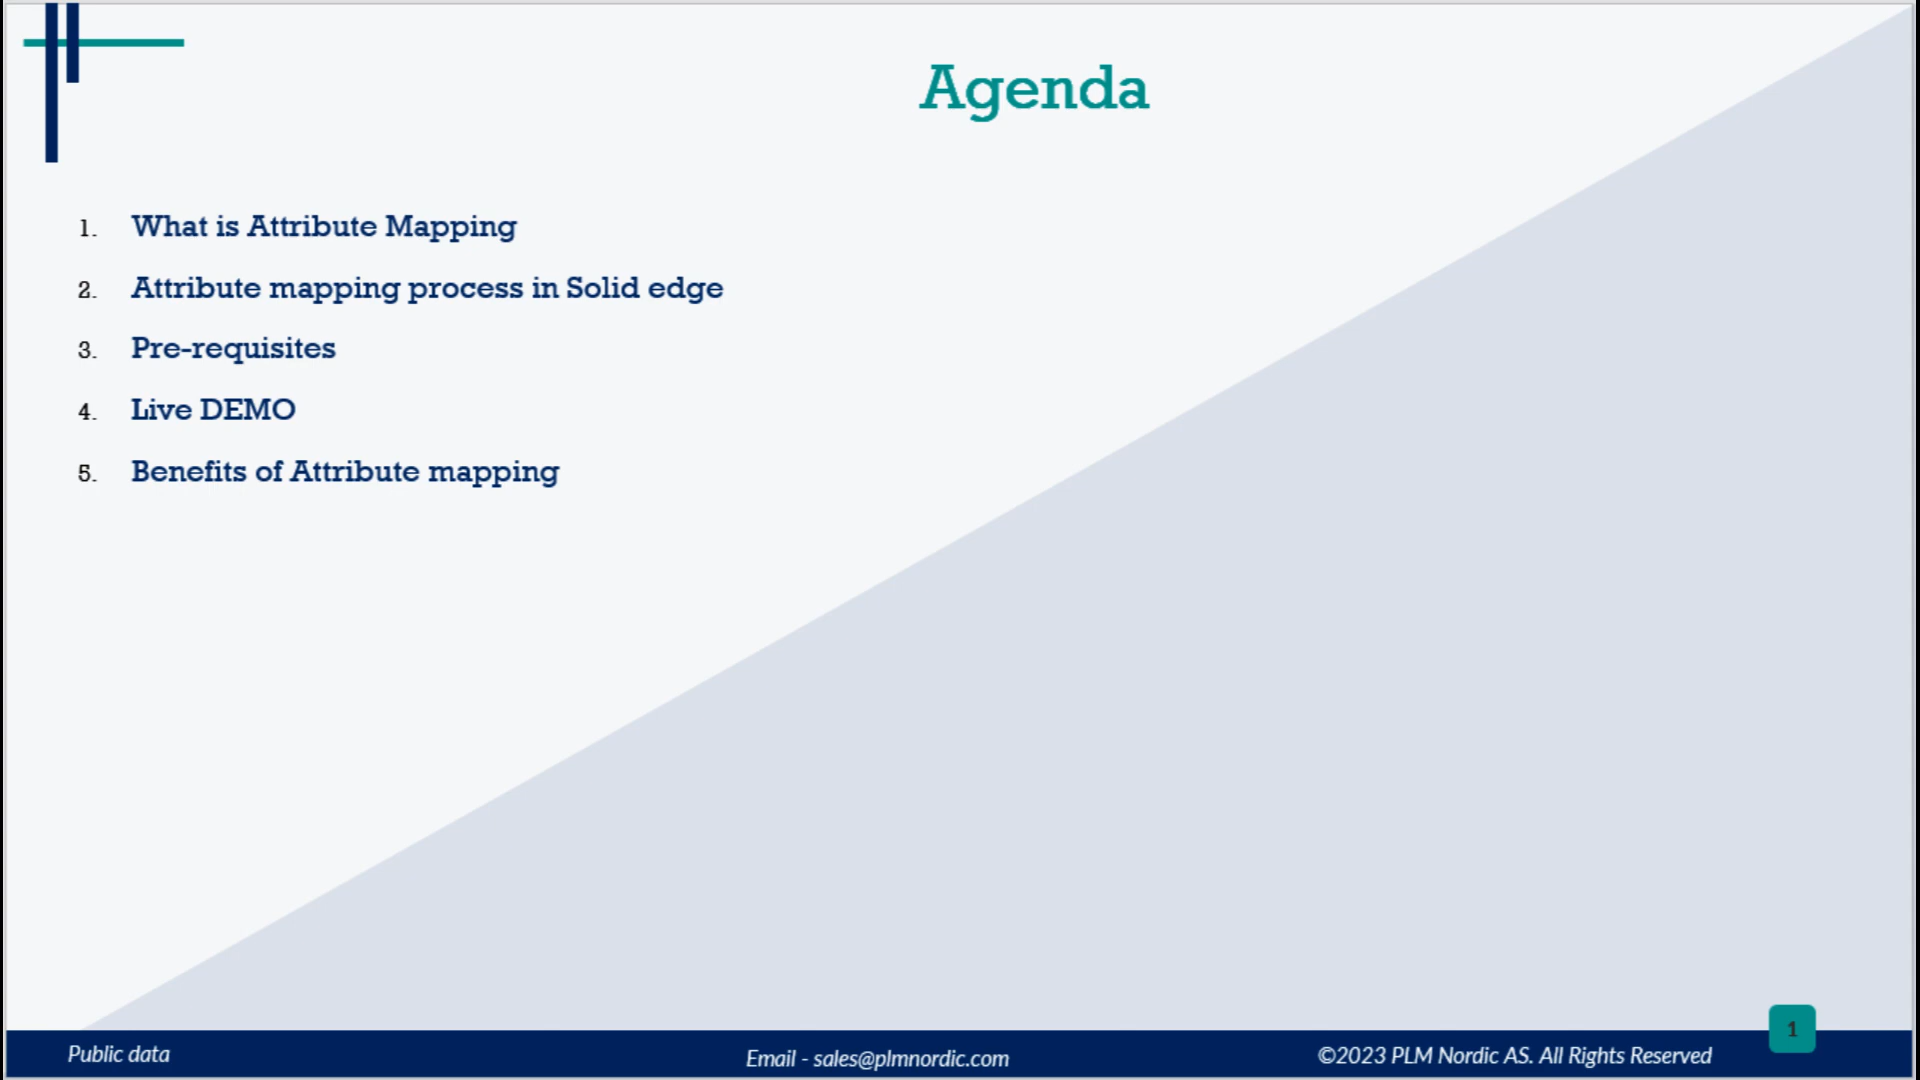 Agenda
1. What is Attribute Mapping
2. Attribute mapping process in Solid edge
3. Pre-requisites
4. Live DEMO
5. Benefits of Attribute mapping
1
Public data
Email - sales@plmnordic.com
©2023 PLM Nordic AS. All Rights Reserved